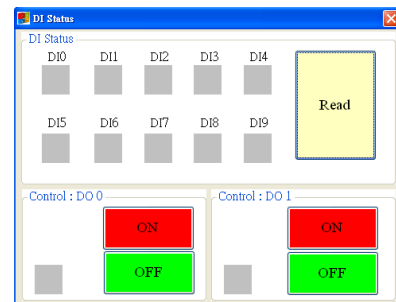 DI Status
DI Status
DI0 DI1 DI2 DI3 DI4
Read
DI5 DI6 DI7 DI8 DI9
Control : DO 0 Control : DO 1
ON ON
OFF OFF